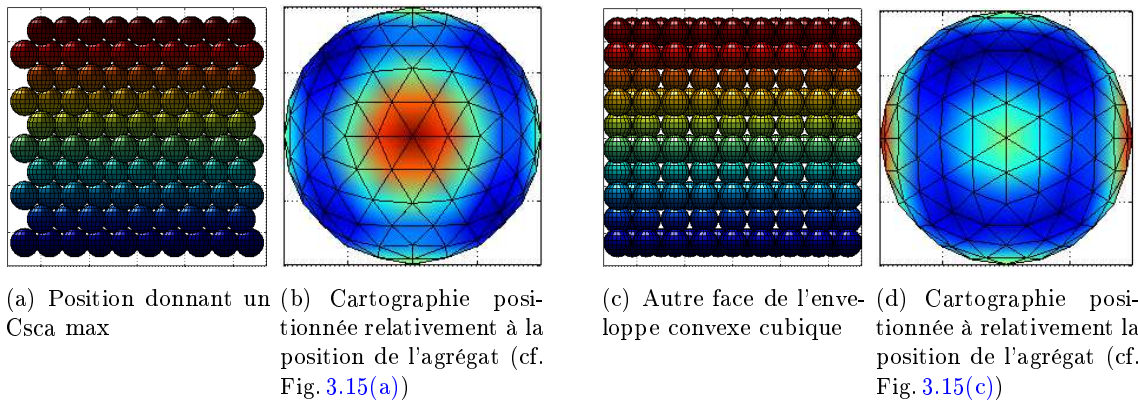 (a) Position donnant un
Csca max
(b) Cartographie posi-
tionnée relativement à la
position de l'agrégat (cf.
Fig. 3.15(a))
(c) Autre face de l'enve-
loppe convexe cubique
(d) Cartographie posi-
tionnée à relativement la
position de l'agrégat (cf.
Fig. 3.15(c))